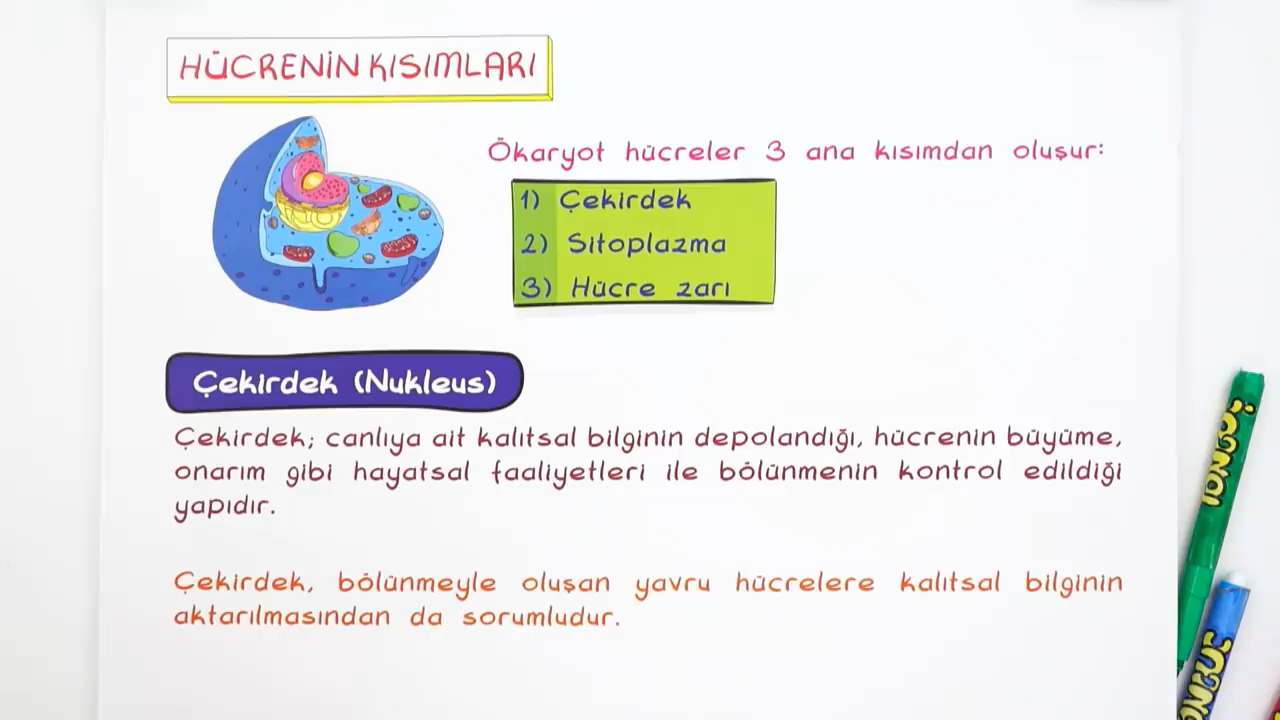 HÜCRENİN KISIMLARI
Ökaryot hücreler 3 ana kısımdan oluşur:
1) Çekirdek
2) Sitoplazma
3) Hücre zarı
Çekirdek (Nukleus)
Çekirdek; canlıya ait kalıtsal bilginin depolandığı, hücrenin büyüme,
onarım gibi hayatsal faaliyetleri ile bölünmenin kontrol edildiği
yapıdır.
Çekirdek, bölünmeyle oluşan yavru hücrelere kalıtsal bilginin
aktarılmasından da sorumludur.
TONGUÇ